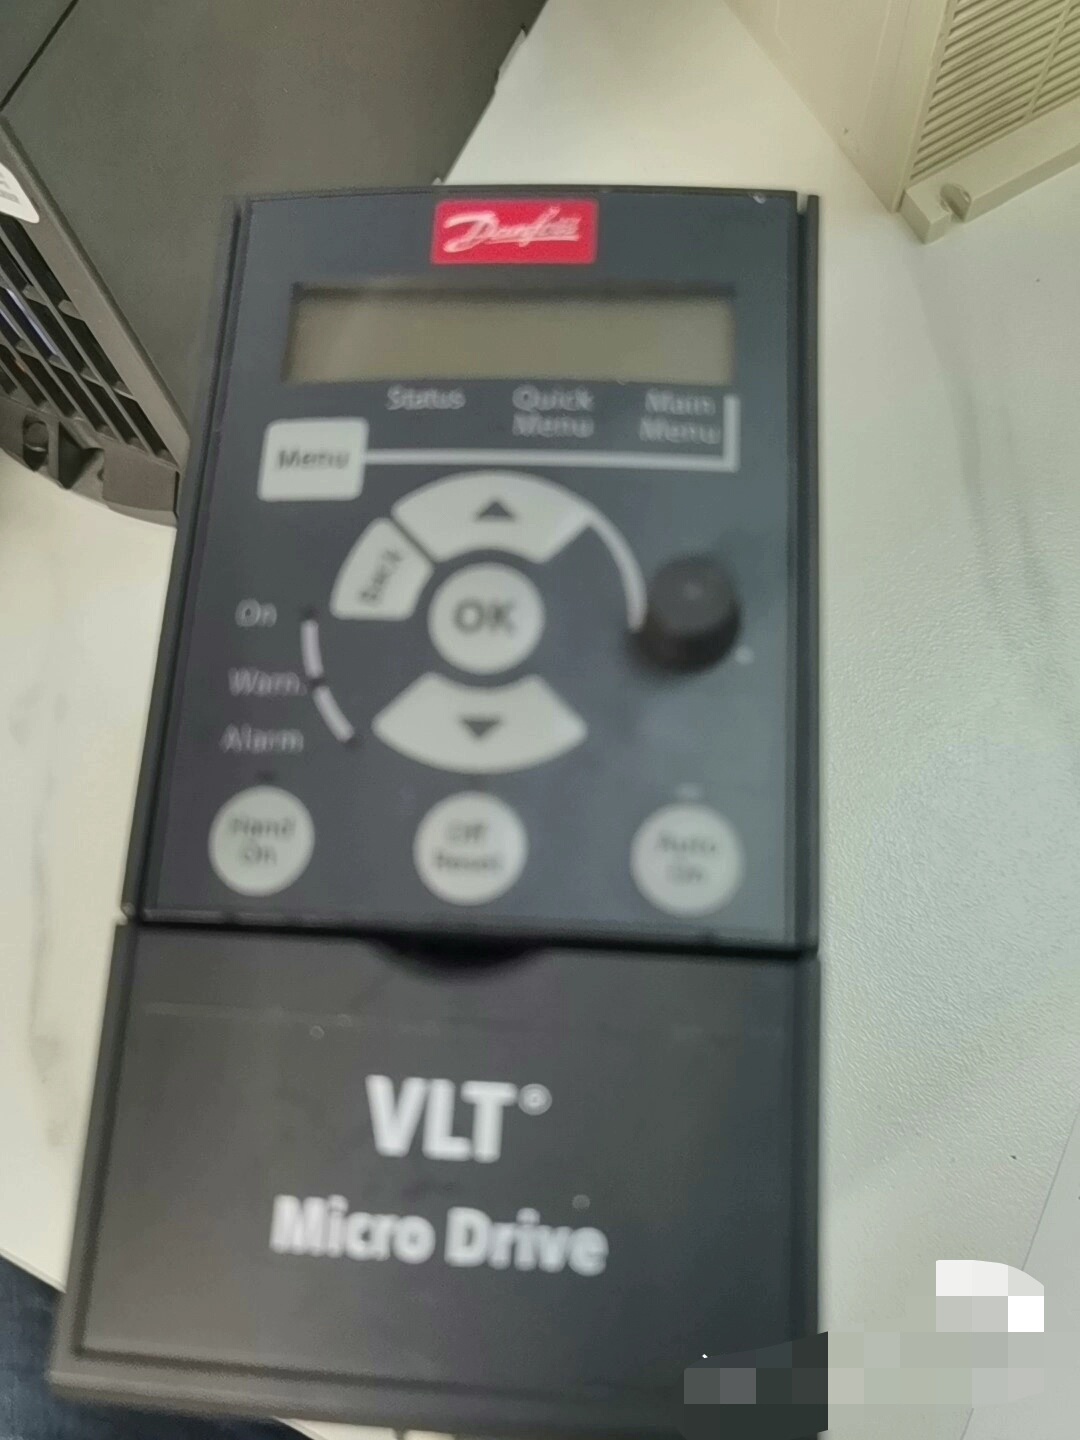 Danfoss
Status
Quick
Menu
Main
Menu
Menu
Back
OK
On
Warn.
Alarm
Hand
On
Off
Reset
Auto
On
VLT®
Micro Drive